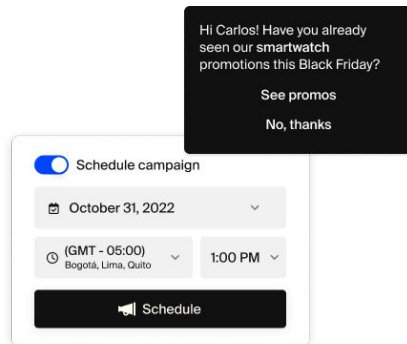 Hi Carlos! Have you already
seen our smartwatch
promotions this Black Friday?
See promos
No, thanks
Schedule campaign
October 31, 2022
(GMT - 05:00)
Bogotá, Lima, Quito
1:00 PM
Schedule